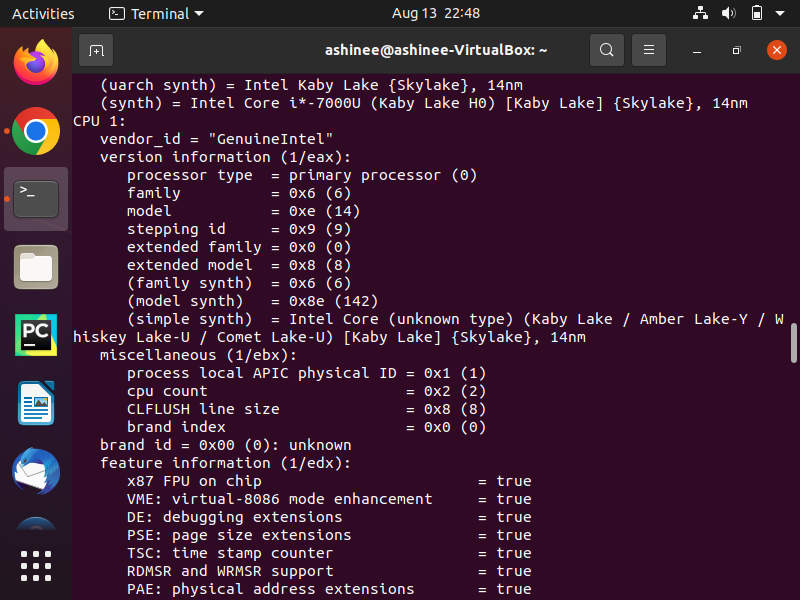 Activities
Terminal
Aug 13 22:48
ashinee@ashinee-VirtualBox: ~
(uarch synth) = Intel Kaby Lake {Skylake}, 14nm
(synth) = Intel Core i*-7000U (Kaby Lake H0) [Kaby Lake] {Skylake}, 14nm
CPU 1:
vendor_id = "GenuineIntel"
version information (1/eax):
processor type = primary processor (0)
family = 0x6 (6)
model = 0xe (14)
stepping id = 0x9 (9)
extended family = 0x0 (0)
extended model = 0x8 (8)
(family synth) = 0x6 (6)
(model synth) = 0x8e (142)
(simple synth) = Intel Core (unknown type) (Kaby Lake / Amber Lake-Y / W
hiskey Lake-U / Comet Lake-U) [Kaby Lake] {Skylake}, 14nm
miscellaneous (1/ebx):
process local APIC physical ID = 0x1 (1)
cpu count = 0x2 (2)
CLFLUSH line size = 0x8 (8)
brand index = 0x0 (0)
brand id = 0x00 (0): unknown
feature information (1/edx):
x87 FPU on chip = true
VME: virtual-8086 mode enhancement = true
DE: debugging extensions = true
PSE: page size extensions = true
TSC: time stamp counter = true
RDMSR and WRMSR support = true
PAE: physical address extensions = true
>_
PC